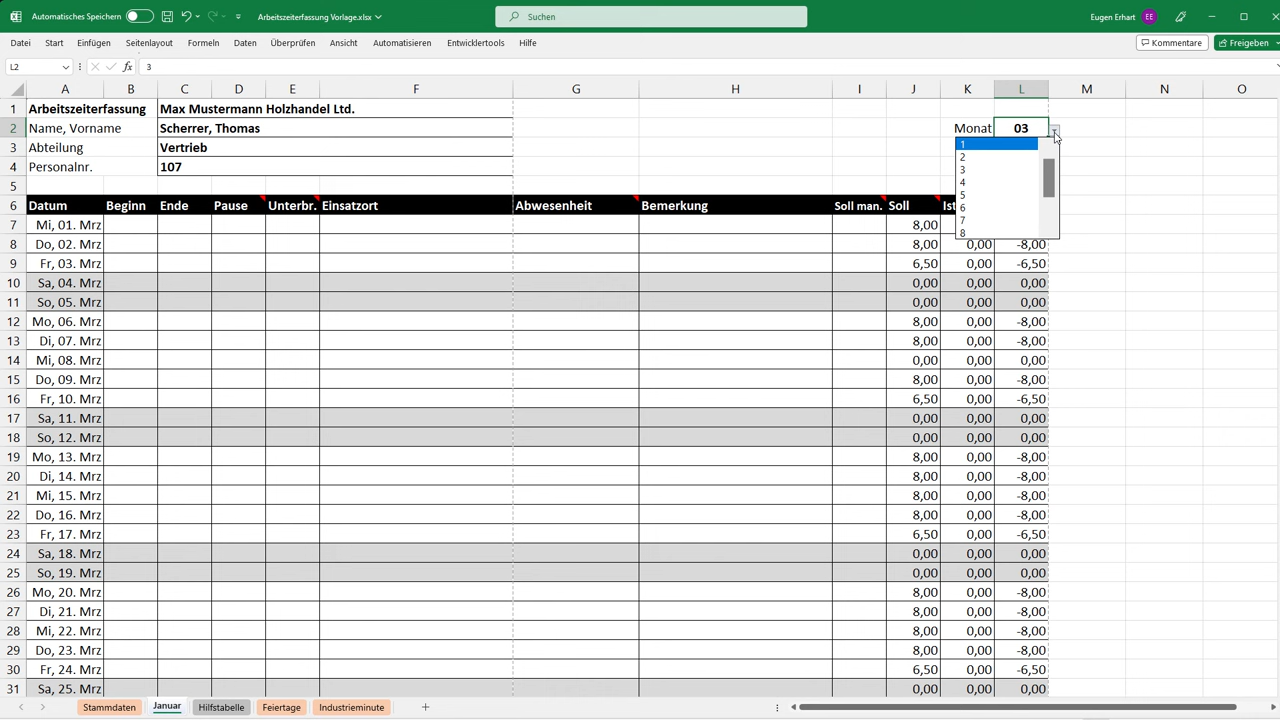 Automatisches Speichern Arbeitszeiterfassung Vorlage.xlsx Suchen Eugen Erhart EE
Datei Start Einfügen Seitenlayout Formeln Daten Überprüfen Ansicht Automatisieren Entwicklertools Hilfe Kommentare Freigeben
L2 fx 3
A B C D E F G H I J K L M N O
1 Arbeitszeiterfassung Max Mustermann Holzhandel Ltd.
2 Name, Vorname Scherrer, Thomas Monat 03
3 Abteilung Vertrieb
4 Personalnr. 107
5
1
2
3
4
5
6
7
8
6 Datum Beginn Ende Pause Unterbr. Einsatzort Abwesenheit Bemerkung Soll man. Soll Ist
7 Mi, 01. Mrz 8,00
8 Do, 02. Mrz 8,00 0,00 -8,00
9 Fr, 03. Mrz 6,50 0,00 -6,50
10 Sa, 04. Mrz 0,00 0,00 0,00
11 So, 05. Mrz 0,00 0,00 0,00
12 Mo, 06. Mrz 8,00 0,00 -8,00
13 Di, 07. Mrz 8,00 0,00 -8,00
14 Mi, 08. Mrz 0,00 0,00 0,00
15 Do, 09. Mrz 8,00 0,00 -8,00
16 Fr, 10. Mrz 6,50 0,00 -6,50
17 Sa, 11. Mrz 0,00 0,00 0,00
18 So, 12. Mrz 0,00 0,00 0,00
19 Mo, 13. Mrz 8,00 0,00 -8,00
20 Di, 14. Mrz 8,00 0,00 -8,00
21 Mi, 15. Mrz 8,00 0,00 -8,00
22 Do, 16. Mrz 8,00 0,00 -8,00
23 Fr, 17. Mrz 6,50 0,00 -6,50
24 Sa, 18. Mrz 0,00 0,00 0,00
25 So, 19. Mrz 0,00 0,00 0,00
26 Mo, 20. Mrz 8,00 0,00 -8,00
27 Di, 21. Mrz 8,00 0,00 -8,00
28 Mi, 22. Mrz 8,00 0,00 -8,00
29 Do, 23. Mrz 8,00 0,00 -8,00
30 Fr, 24. Mrz 6,50 0,00 -6,50
31 Sa, 25. Mrz 0,00 0,00 0,00
Stammdaten Januar Hilfstabelle Feiertage Industrieminute